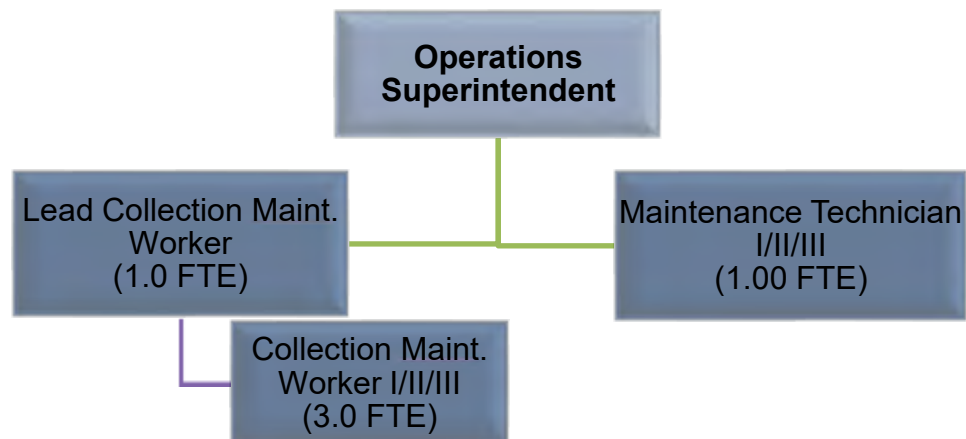 Operations
Superintendent
Lead Collection Maint.
Worker
(1.0 FTE)
Maintenance Technician
I/II/III
(1.00 FTE)
Collection Maint.
Worker I/II/III
(3.0 FTE)